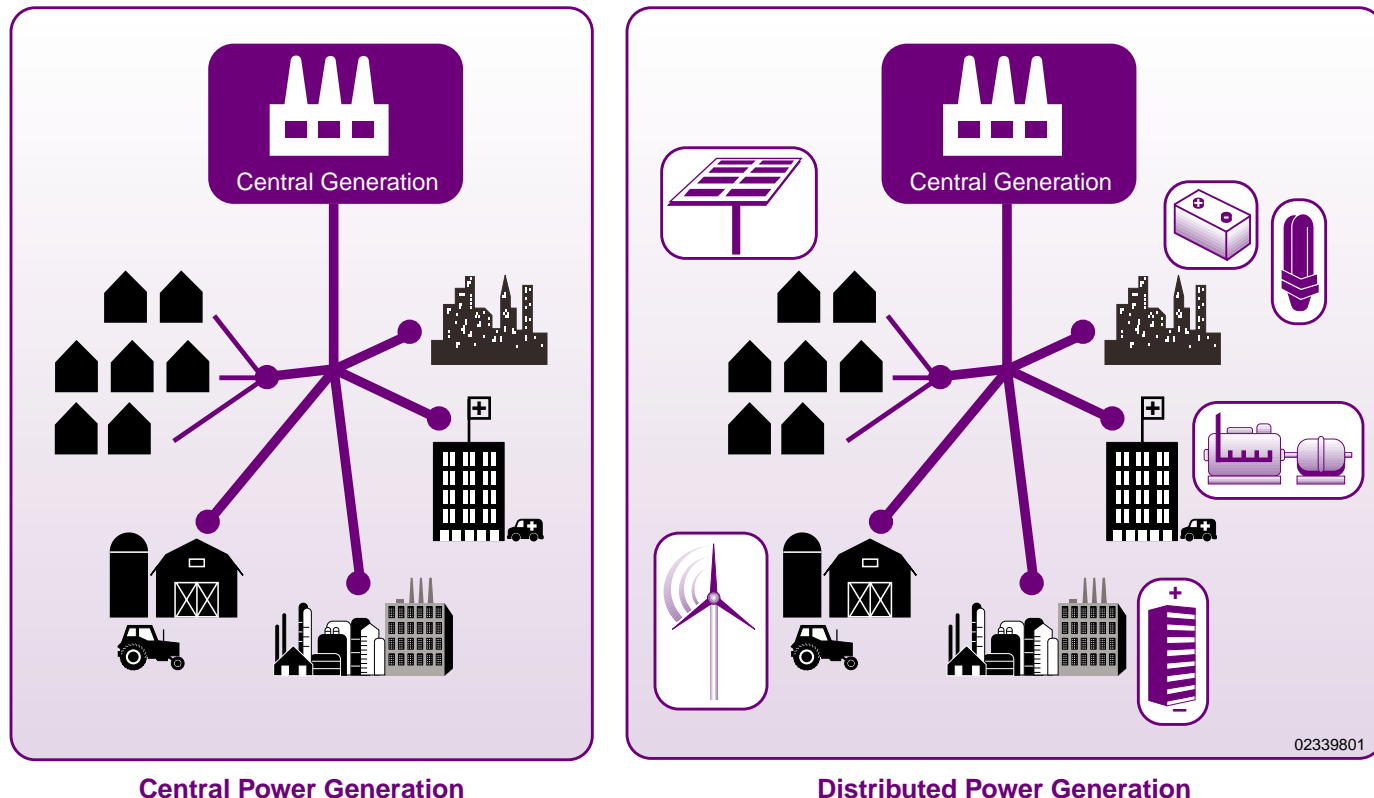 Central Generation
Central Generation
+
−
02339801
Central Power Generation
Distributed Power Generation